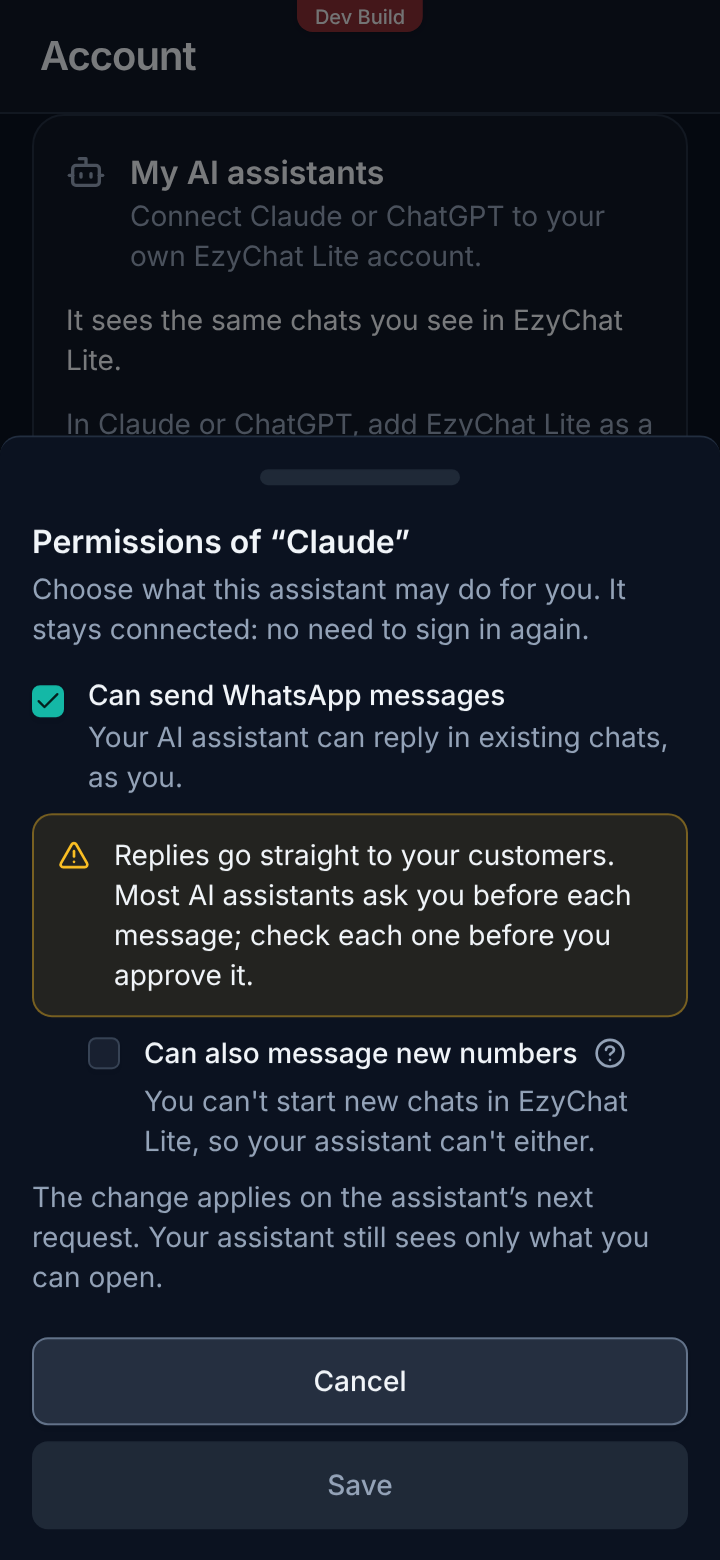 Dev Build
Account
My AI assistants
Connect Claude or ChatGPT to your
own EzyChat Lite account.
It sees the same chats you see in EzyChat
Lite.
In Claude or ChatGPT, add EzyChat Lite as a
Permissions of “Claude”
Choose what this assistant may do for you. It
stays connected: no need to sign in again.
Can send WhatsApp messages
Your AI assistant can reply in existing chats,
as you.
Replies go straight to your customers.
Most AI assistants ask you before each
message; check each one before you
approve it.
Can also message new numbers
You can't start new chats in EzyChat
Lite, so your assistant can't either.
The change applies on the assistant’s next
request. Your assistant still sees only what you
can open.
Cancel
Save